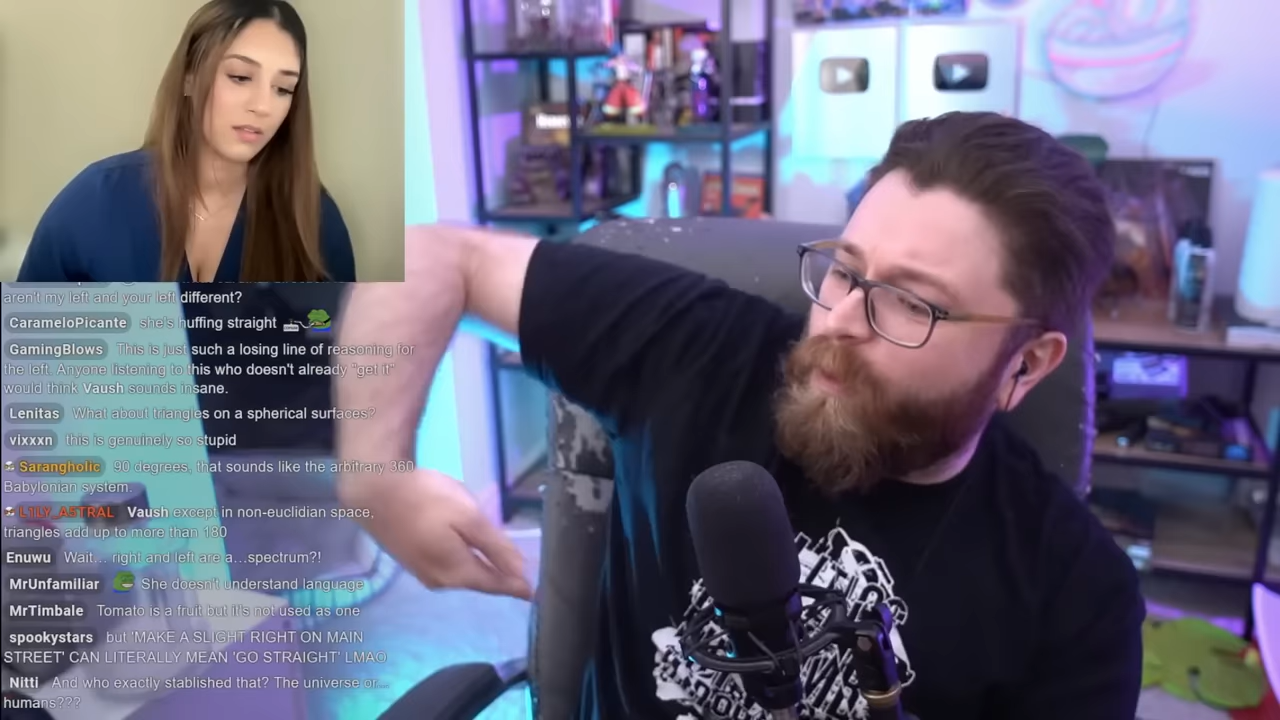 aren't my left and your left different?
CarameloPicante she's huffing straight
GamingBlows This is just such a losing line of reasoning for
the left. Anyone listening to this who doesn't already "get it"
would think Vaush sounds insane.
Lenitas What about triangles on a spherical surfaces?
vixxxn this is genuinely so stupid
Sarangholic 90 degrees, that sounds like the arbitrary 360
Babylonian system.
L1LY_ASTRAL Vaush except in non-euclidian space,
triangles add up to more than 180
Enuwu Wait... right and left are a...spectrum?!
MrUnfamiliar She doesn't understand language
MrTimbale Tomato is a fruit but it's not used as one
spookystars but 'MAKE A SLIGHT RIGHT ON MAIN
STREET' CAN LITERALLY MEAN 'GO STRAIGHT' LMAO
Nitti And who exactly stablished that? The universe or...
humans???